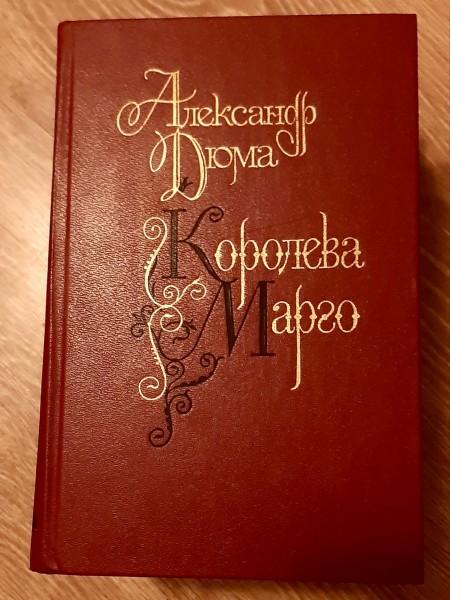 Александр
Дюма
Королева
Марго